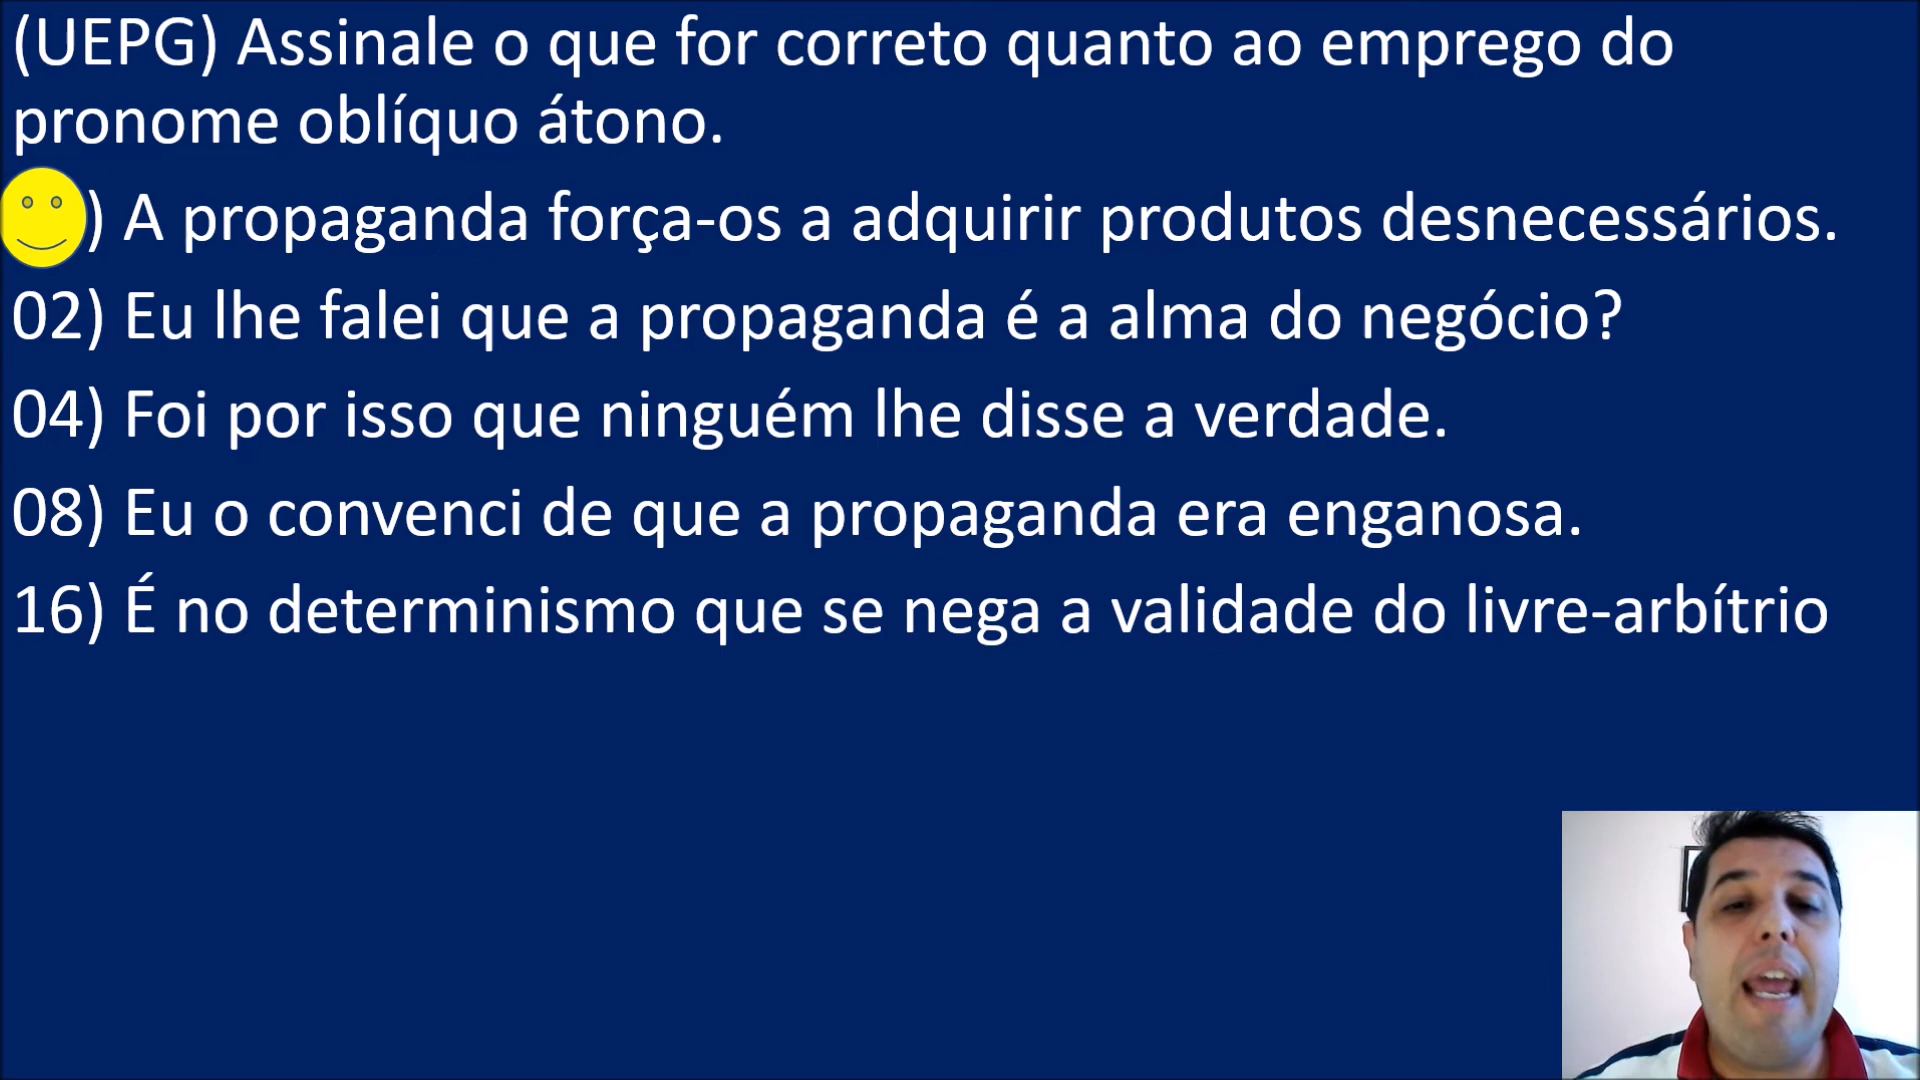 (UEPG) Assinale o que for correto quanto ao emprego do
pronome oblíquo átono.
) A propaganda força-os a adquirir produtos desnecessários.
02) Eu lhe falei que a propaganda é a alma do negócio?
04) Foi por isso que ninguém lhe disse a verdade.
08) Eu o convenci de que a propaganda era enganosa.
16) É no determinismo que se nega a validade do livre-arbítrio